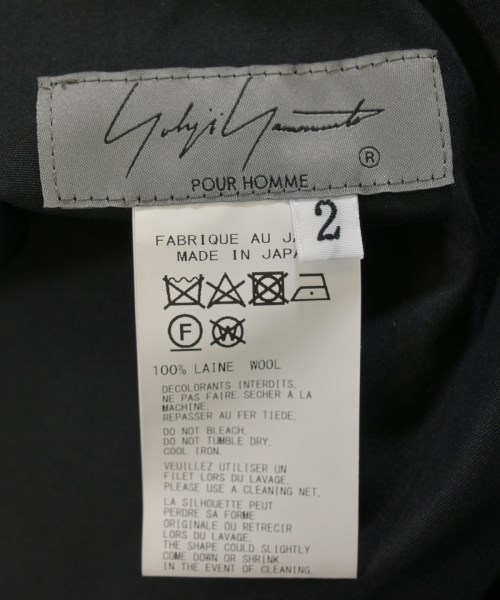 Yohji Yamamoto
®
POUR HOMME
2
FABRIQUE AU
MADE IN
F
W
100% LAINE WOOL
DECOLORANTS INTERDITS.
NE PAS FAIRE SECHER A LA
MACHINE.
REPASSER AU FER TIEDE.
DO NOT BLEACH.
DO NOT TUMBLE DRY.
COOL IRON.
VEUILLEZ UTILISER UN
FILET LORS DU LAVAGE.
PLEASE USE A CLEANING NET.
LA SILHOUETTE PEUT
PERDRE SA FORME
ORIGINALE OU RETRECIR
LORS DU LAVAGE.
THE SHAPE COULD SLIGHTLY
COME DOWN OR SHRINK
IN THE EVENT OF CLEANING.